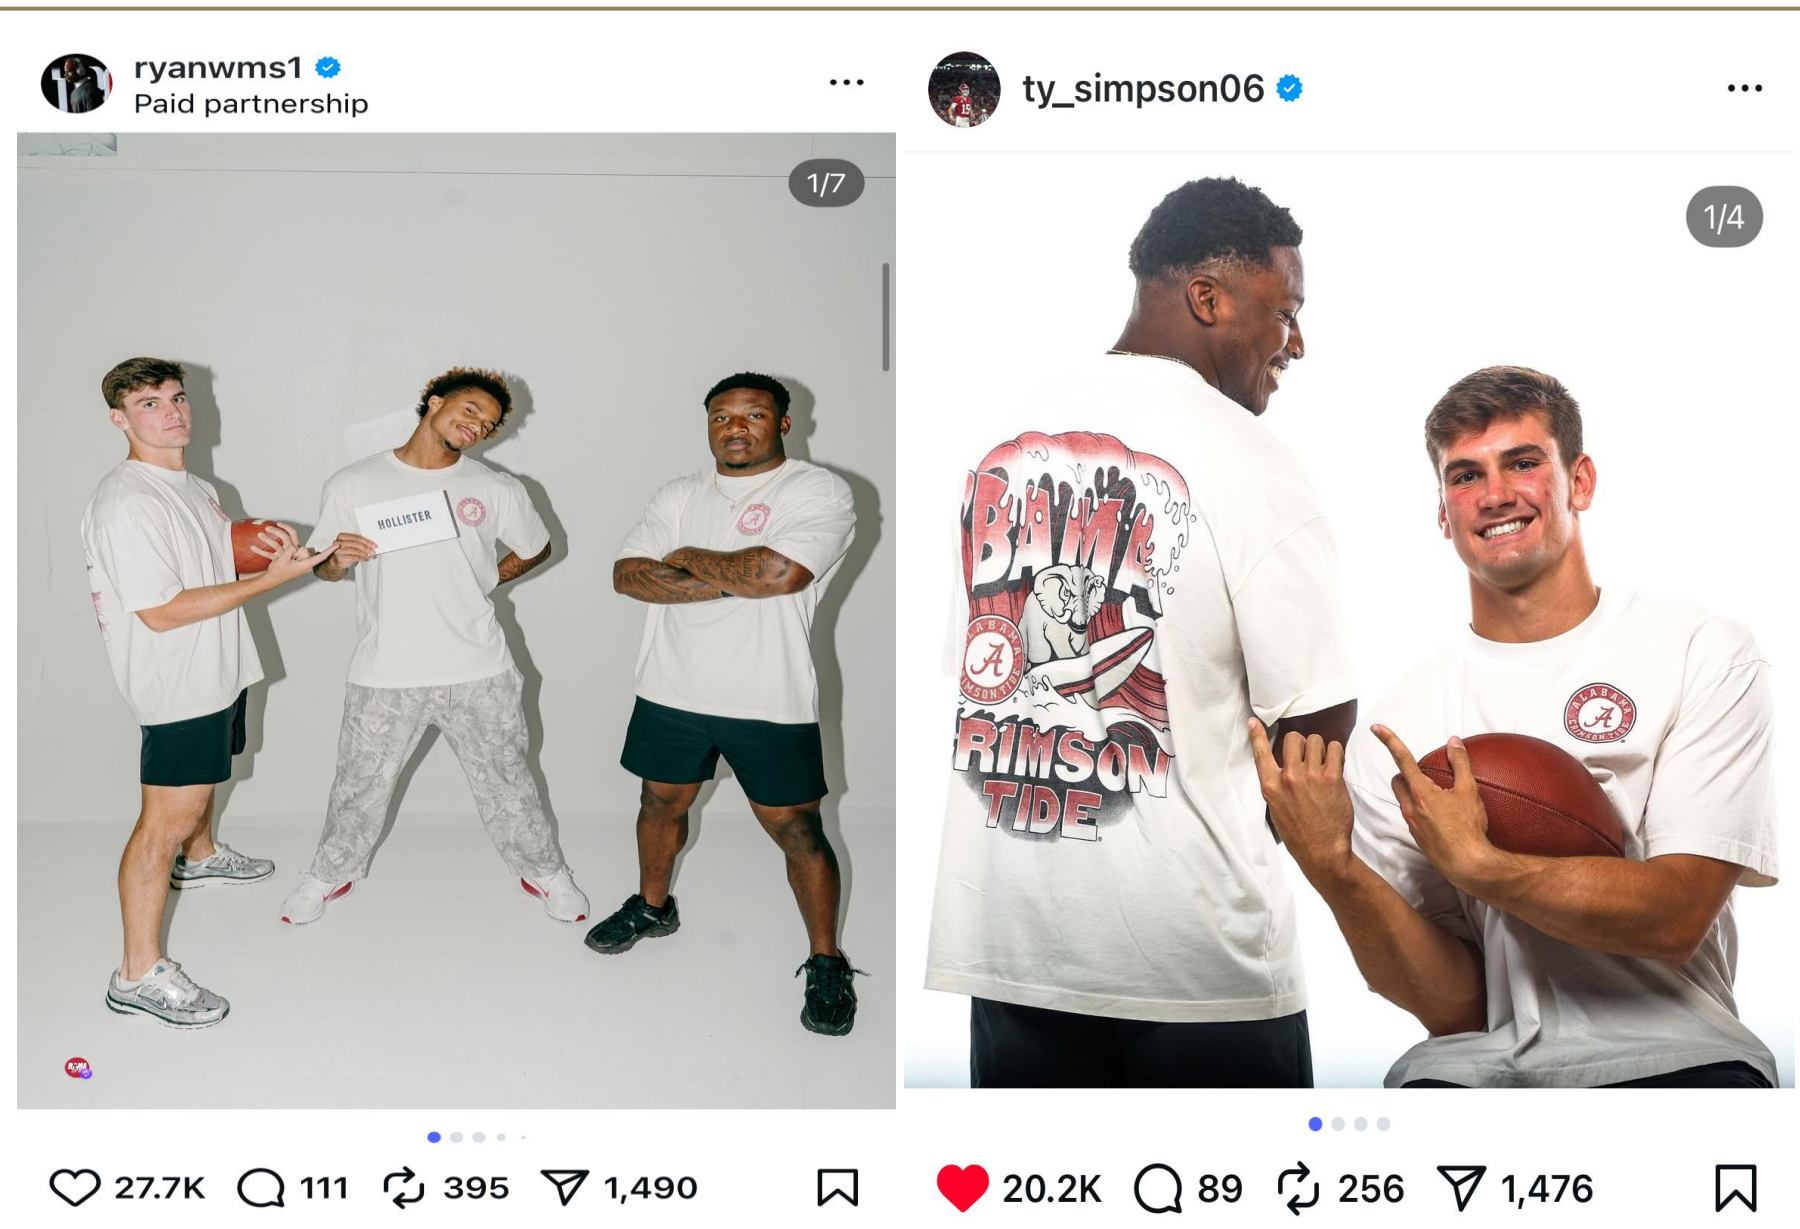 ryanwms1
Paid partnership
1/7
HOLLISTER
27.7K 111 395 1,490
ty_simpson06
1/4
BAMA
ALABAMA
A
CRIMSON TIDE
CRIMSON
TIDE
ALABAMA
A
CRIMSON TIDE
20.2K 89 256 1,476